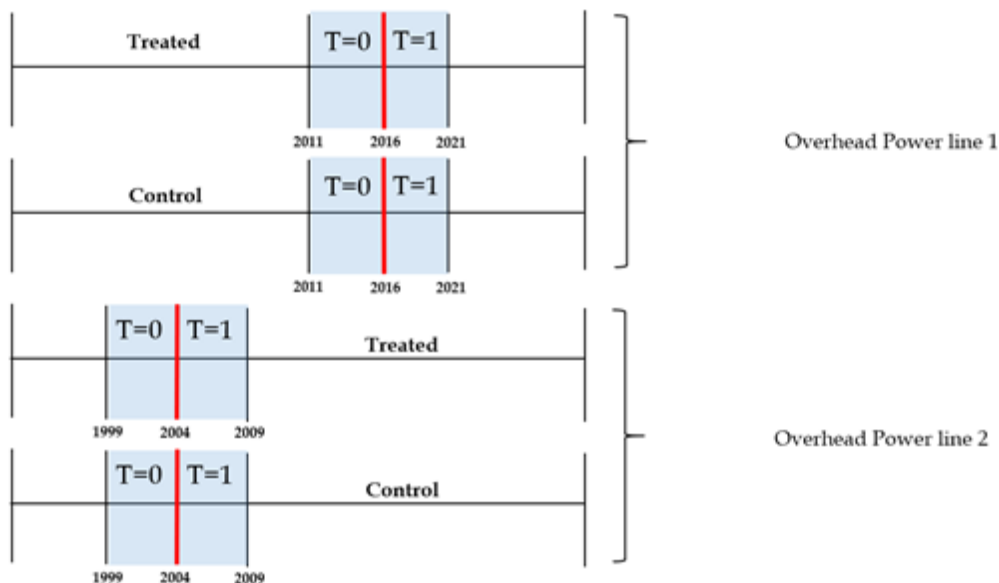 Treated
T=0 T=1
2011 2016 2021
Overhead Power line 1
Control
T=0 T=1
2011 2016 2021
T=0 T=1
Treated
1999 2004 2009
Overhead Power line 2
T=0 T=1
Control
1999 2004 2009